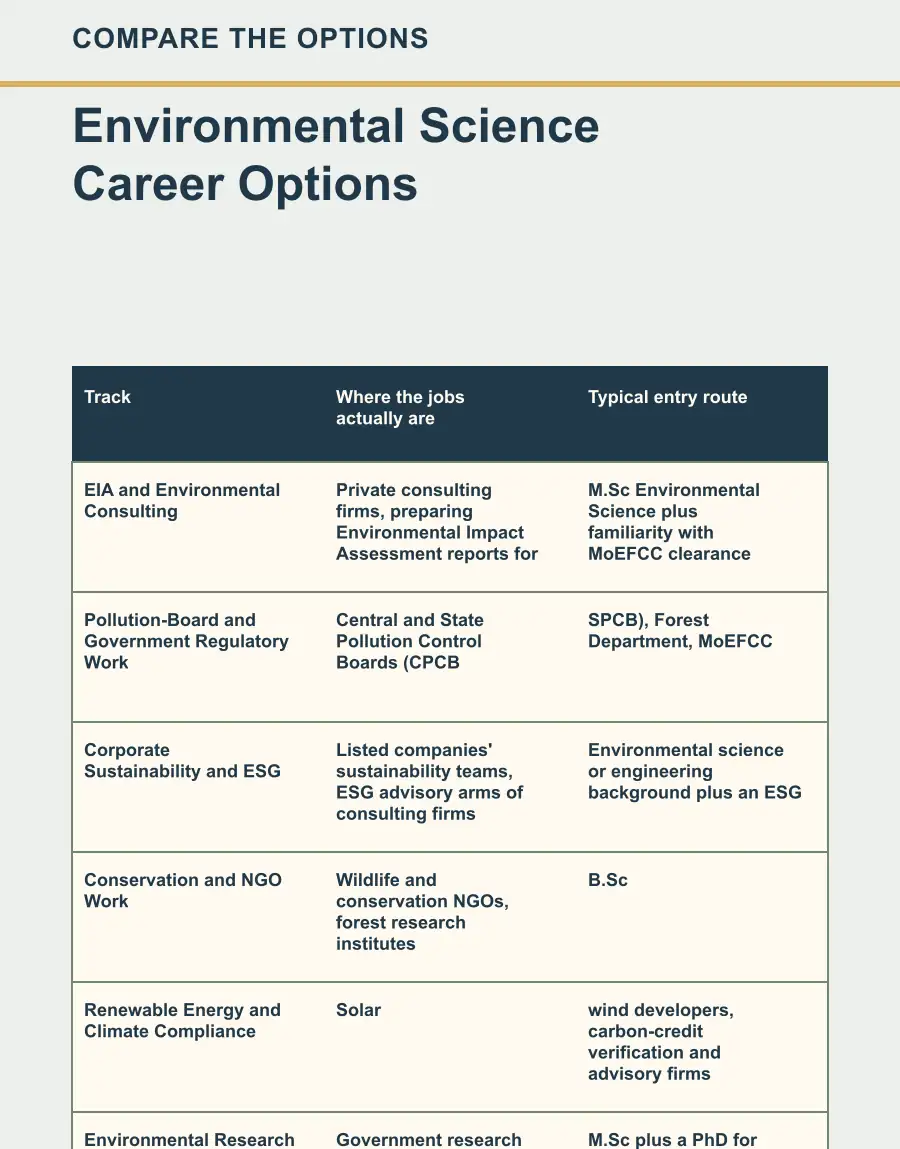 COMPARE THE OPTIONS
Environmental Science
Career Options
Track
Where the jobs
actually are
Typical entry route
EIA and Environmental
Consulting
Private consulting
firms, preparing
Environmental Impact
Assessment reports for
M.Sc Environmental
Science plus
familiarity with
MoEFCC clearance
Pollution-Board and
Government Regulatory
Work
Central and State
Pollution Control
Boards (CPCB
SPCB), Forest
Department, MoEFCC
Corporate
Sustainability and ESG
Listed companies'
sustainability teams,
ESG advisory arms of
consulting firms
Environmental science
or engineering
background plus an ESG
Conservation and NGO
Work
Wildlife and
conservation NGOs,
forest research
institutes
B.Sc
Renewable Energy and
Climate Compliance
Solar
wind developers,
carbon-credit
verification and
advisory firms
Environmental Research
Government research
M.Sc plus a PhD for